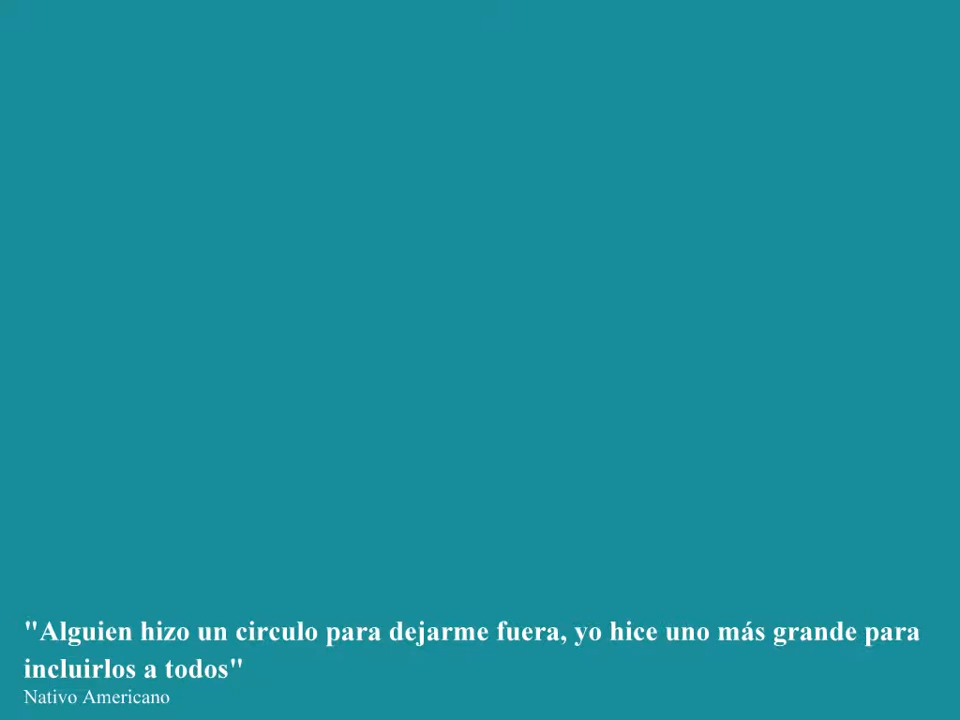 "Alguien hizo un circulo para dejarme fuera, yo hice uno más grande para
incluirlos a todos"
Nativo Americano